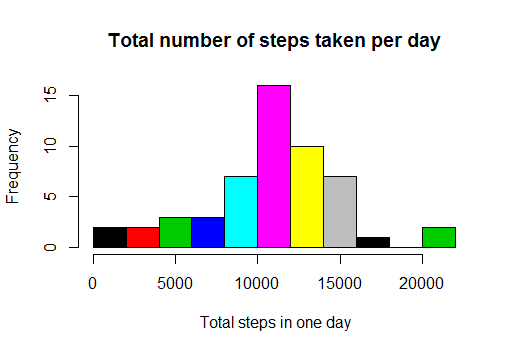 Total number of steps taken per day
Frequency
15
10
5
0
0 5000 10000 15000 20000
Total steps in one day